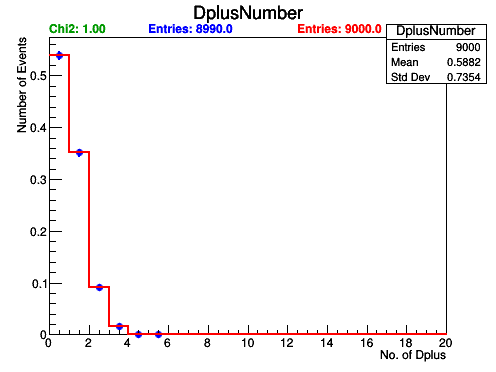 DplusNumber
Chi2: 1.00 Entries: 8990.0 Entries: 9000.0
DplusNumber
Entries 9000
Mean 0.5882
Std Dev 0.7354
Number of Events
0.5
0.4
0.3
0.2
0.1
0
0 2 4 6 8 10 12 14 16 18 20
No. of Dplus